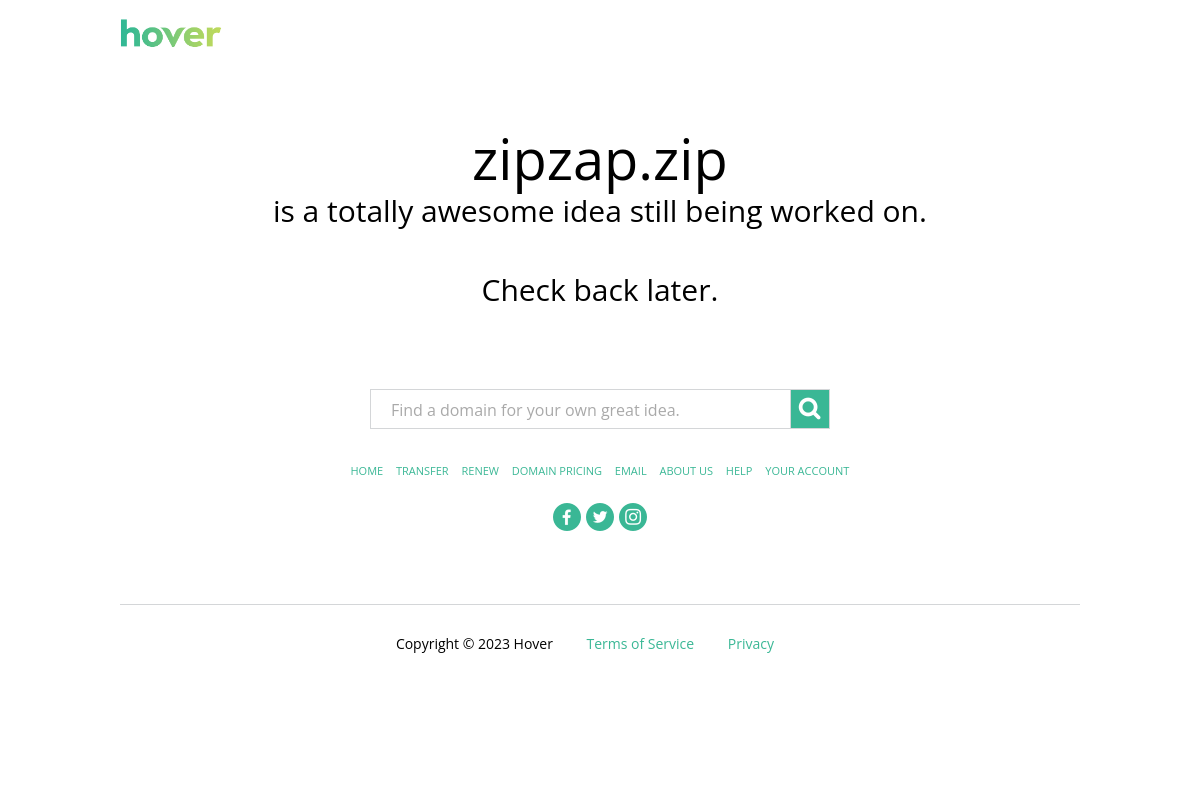 hover
zipzap.zip
is a totally awesome idea still being worked on.
Check back later.
Find a domain for your own great idea.
HOME TRANSFER RENEW DOMAIN PRICING EMAIL ABOUT US HELP YOUR ACCOUNT
Copyright © 2023 Hover Terms of Service Privacy